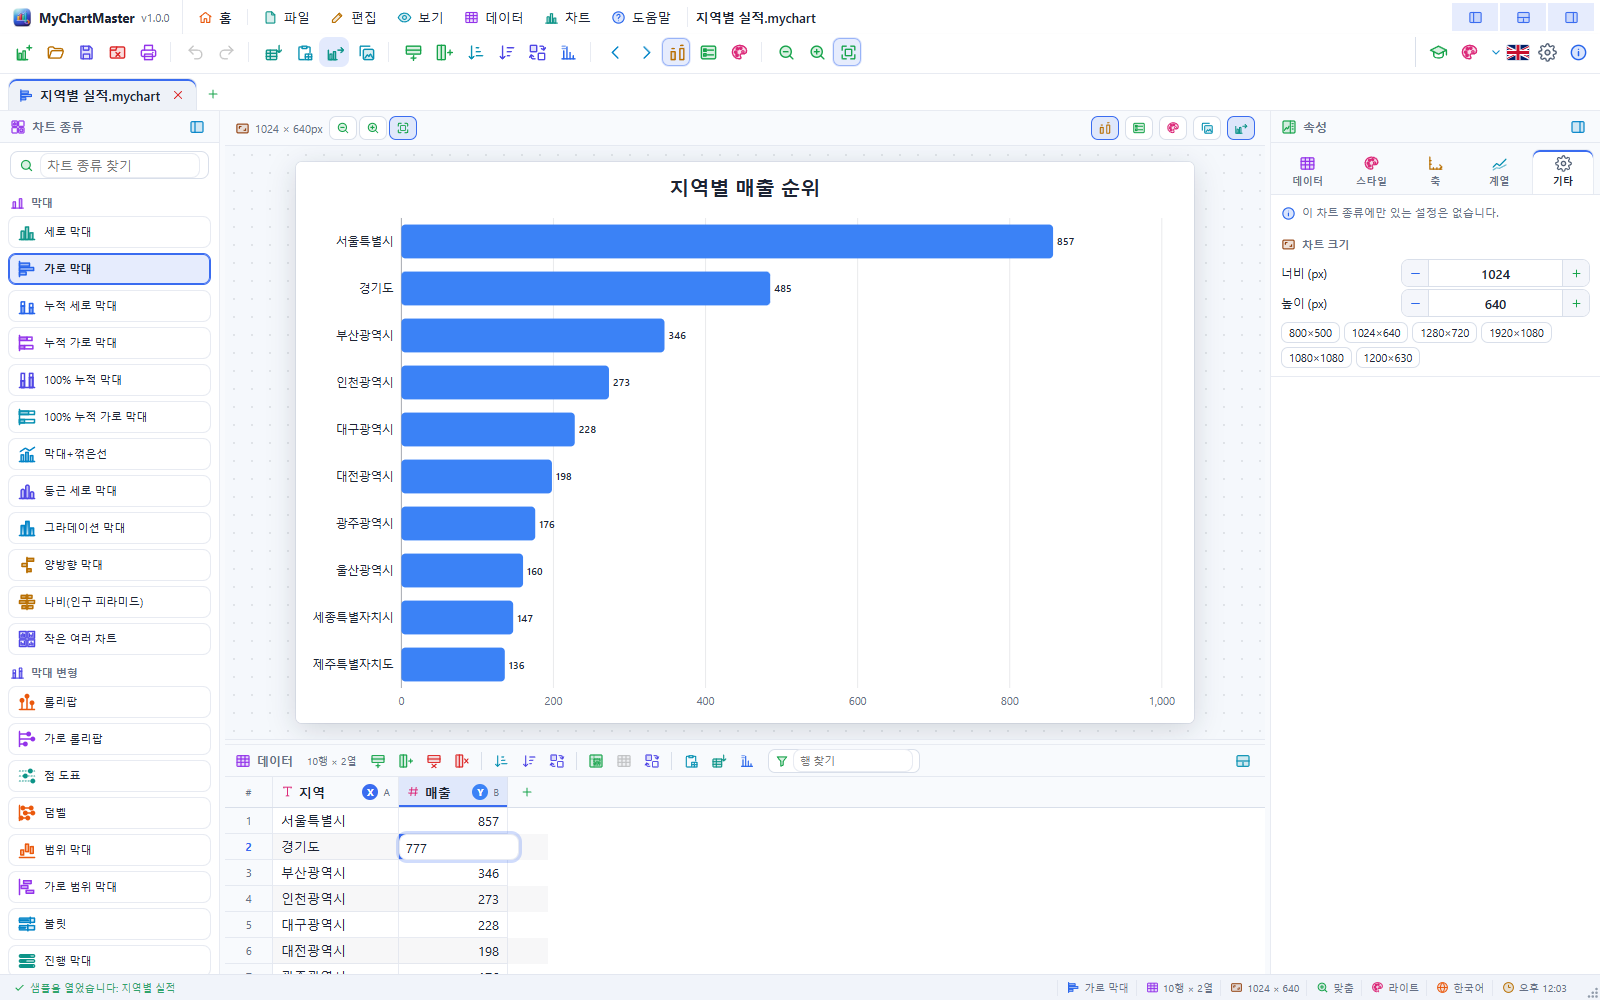 MyChartMaster v1.0.0 홈 파일 편집 보기 데이터 차트 도움말 지역별 실적.mychart
지역별 실적.mychart
차트 종류
1024 × 640px
속성
차트 종류 찾기
데이터 스타일 축 계열 기타
막대
세로 막대
가로 막대
누적 세로 막대
누적 가로 막대
100% 누적 막대
100% 누적 가로 막대
막대+꺾은선
둥근 세로 막대
그라데이션 막대
양방향 막대
나비(인구 피라미드)
작은 여러 차트
막대 변형
롤리팝
가로 롤리팝
점 도표
덤벨
범위 막대
가로 범위 막대
불릿
진행 막대
지역별 매출 순위
서울특별시 857
경기도 485
부산광역시 346
인천광역시 273
대구광역시 228
대전광역시 198
광주광역시 176
울산광역시 160
세종특별자치시 147
제주특별자치도 136
0 200 400 600 800 1,000
이 차트 종류에만 있는 설정은 없습니다.
차트 크기
너비 (px) 1024
높이 (px) 640
800×500 1024×640 1280×720 1920×1080
1080×1080 1200×630
데이터 10행 × 2열 행 찾기
# 지역 X A # 매출 Y B
1 서울특별시 857
2 경기도 777
3 부산광역시 346
4 인천광역시 273
5 대구광역시 228
6 대전광역시 198
샘플을 열었습니다: 지역별 실적
가로 막대 10행 × 2열 1024 × 640 맞춤 라이트 한국어 오후 12:03